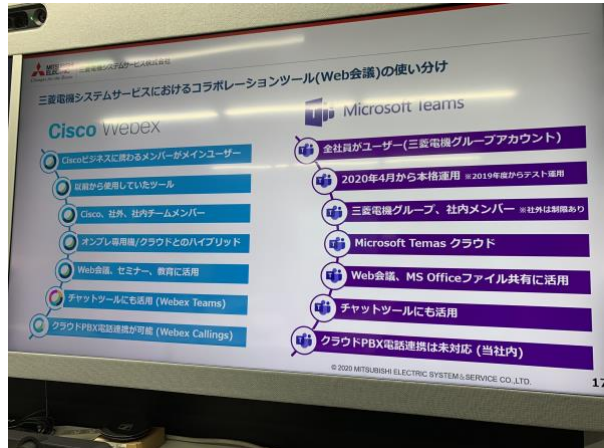 MITSUBISHI ELECTRIC
Changes for the Better
三菱電機システムサービス株式会社
三菱電機システムサービスにおけるコラボレーションツール(Web会議)の使い分け
Cisco Webex
Ciscoビジネスに携わるメンバーがメインユーザー
以前から使用していたツール
Cisco、社外、社内チームメンバー
オンプレ専用機/クラウドとのハイブリッド
Web会議、セミナー、教育に活用
チャットツールにも活用 (Webex Teams)
クラウドPBX電話連携が可能 (Webex Callings)
Microsoft Teams
全社員がユーザー(三菱電機グループアカウント)
2020年4月から本格運用 ※2019年度からテスト運用
三菱電機グループ、社内メンバー ※社外は制限あり
Microsoft Temas クラウド
Web会議、MS Officeファイル共有に活用
チャットツールにも活用
クラウドPBX電話連携は未対応 (当社内)
© 2020 MITSUBISHI ELECTRIC SYSTEM & SERVICE CO.,LTD.
17